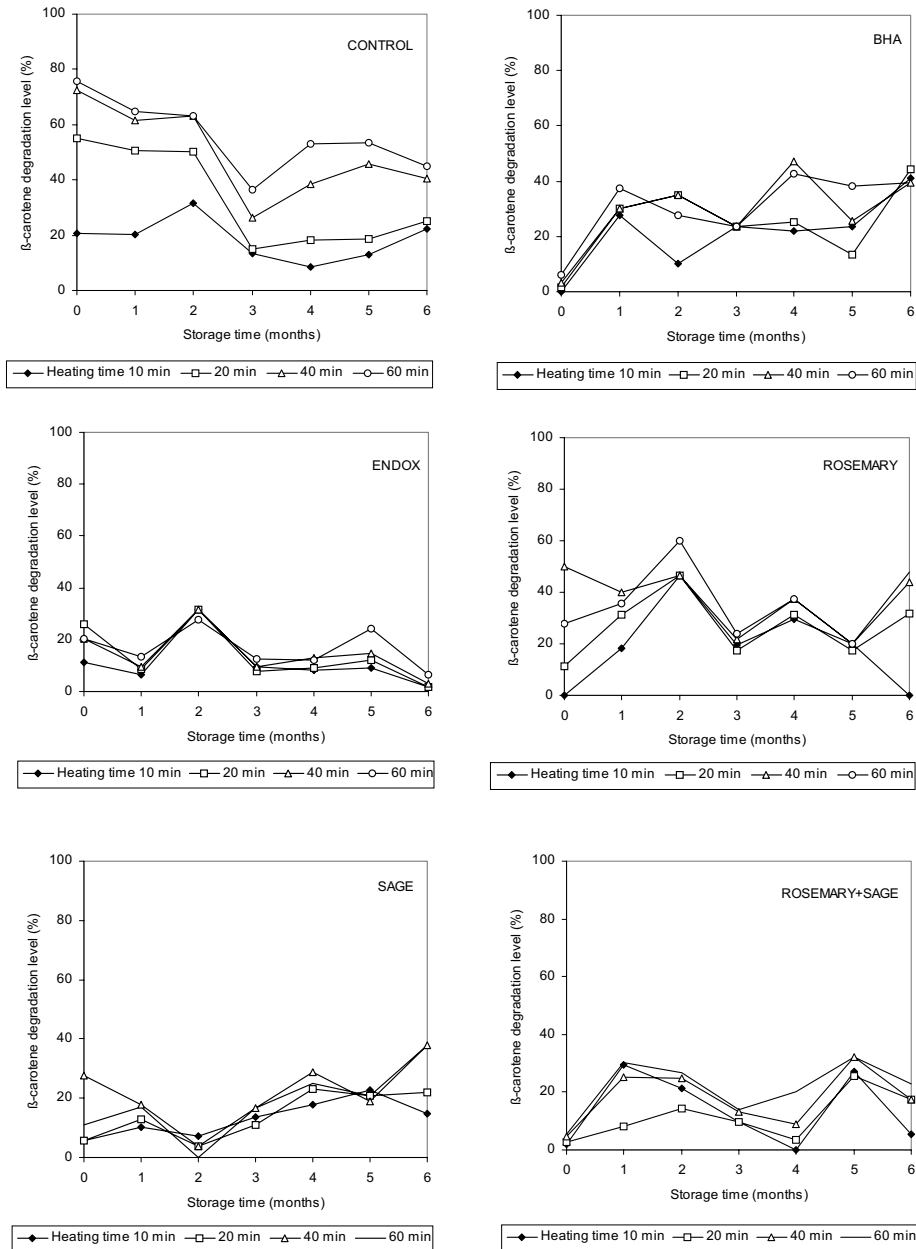 100
80
60
40
20
0
ß-carotene degradation level (%)
CONTROL
0 1 2 3 4 5 6
Storage time (months)
Heating time 10 min 20 min 40 min 60 min
100
80
60
40
20
0
ß-carotene degradation level (%)
BHA
0 1 2 3 4 5 6
Storage time (months)
Heating time 10 min 20 min 40 min 60 min
100
80
60
40
20
0
ß-carotene degradation level (%)
ENDOX
0 1 2 3 4 5 6
Storage time (months)
Heating time 10 min 20 min 40 min 60 min
100
80
60
40
20
0
ß-carotene degradation level (%)
ROSEMARY
0 1 2 3 4 5 6
Storage time (months)
Heating time 10 min 20 min 40 min 60 min
100
80
60
40
20
0
ß-carotene degradation level (%)
SAGE
0 1 2 3 4 5 6
Storage time (months)
Heating time 10 min 20 min 40 min 60 min
100
80
60
40
20
0
ß-carotene degradation level (%)
ROSEMARY+SAGE
0 1 2 3 4 5 6
Storage time (months)
Heating time 10 min 20 min 40 min 60 min